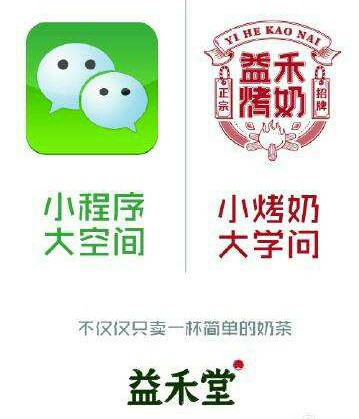 YI HE KAO NAI
益禾
烤奶
正宗
招牌
小程序
大空间
小烤奶
大学问
不仅仅只卖一杯简单的奶茶
益禾堂